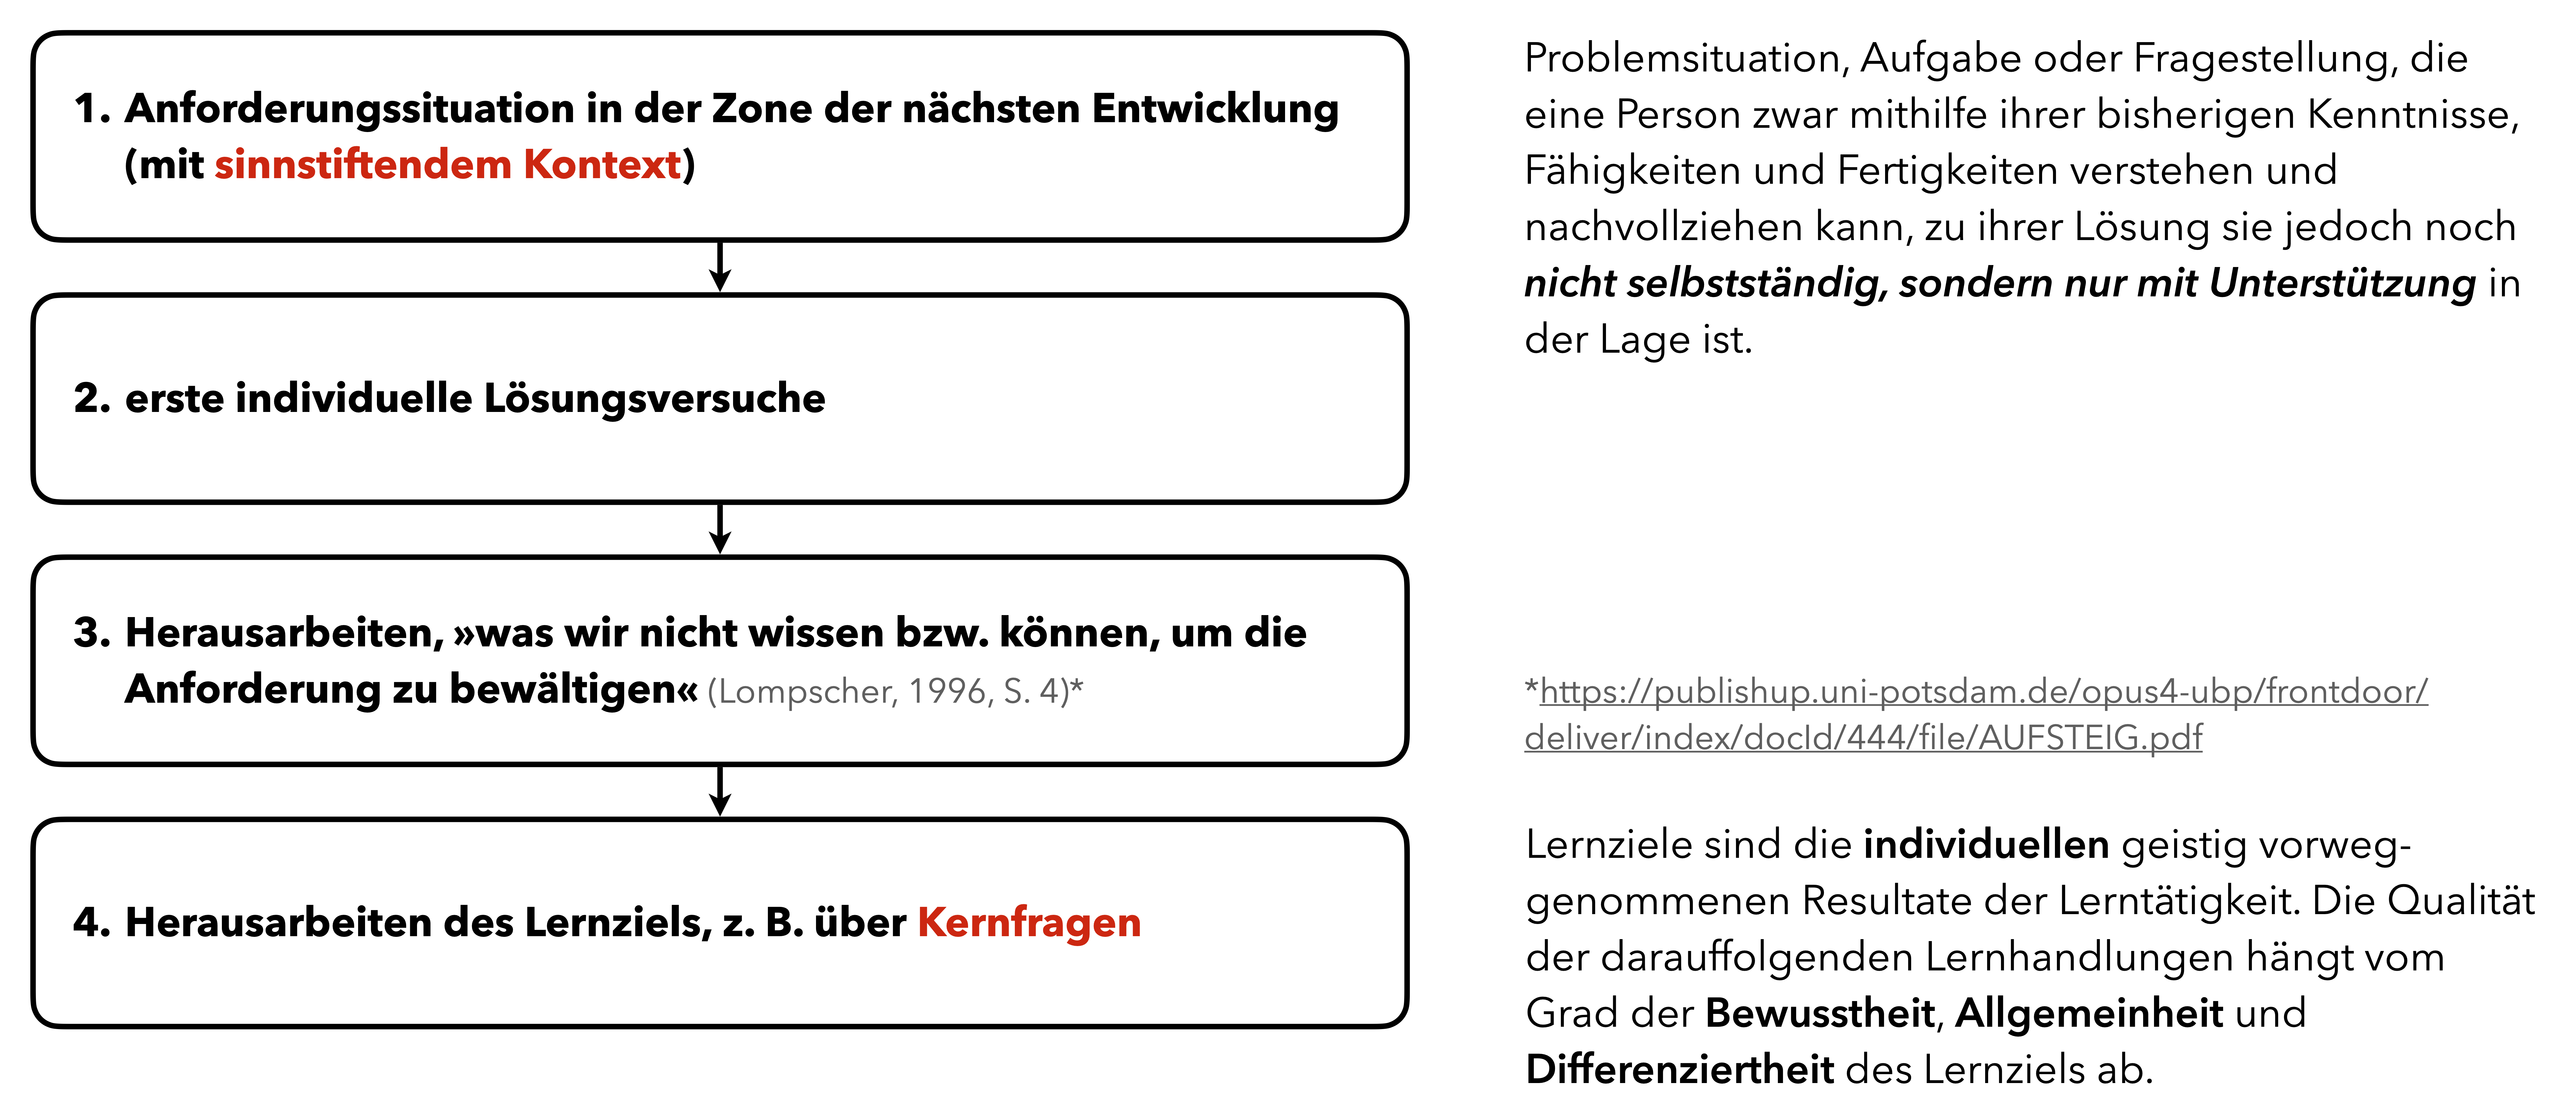 1. Anforderungssituation in der Zone der nächsten Entwicklung
(mit sinnstiftendem Kontext)
Problemsituation, Aufgabe oder Fragestellung, die
eine Person zwar mithilfe ihrer bisherigen Kenntnisse,
Fähigkeiten und Fertigkeiten verstehen und
nachvollziehen kann, zu ihrer Lösung sie jedoch noch
nicht selbstständig, sondern nur mit Unterstützung in
der Lage ist.
2. erste individuelle Lösungsversuche
3. Herausarbeiten, »was wir nicht wissen bzw. können, um die
Anforderung zu bewältigen« (Lompscher, 1996, S. 4)*
*https://publishup.uni-potsdam.de/opus4-ubp/frontdoor/
deliver/index/docId/444/file/AUFSTEIG.pdf
4. Herausarbeiten des Lernziels, z. B. über Kernfragen
Lernziele sind die individuellen geistig vorweg-
genommenen Resultate der Lerntätigkeit. Die Qualität
der darauffolgenden Lernhandlungen hängt vom
Grad der Bewusstheit, Allgemeinheit und
Differenziertheit des Lernziels ab.